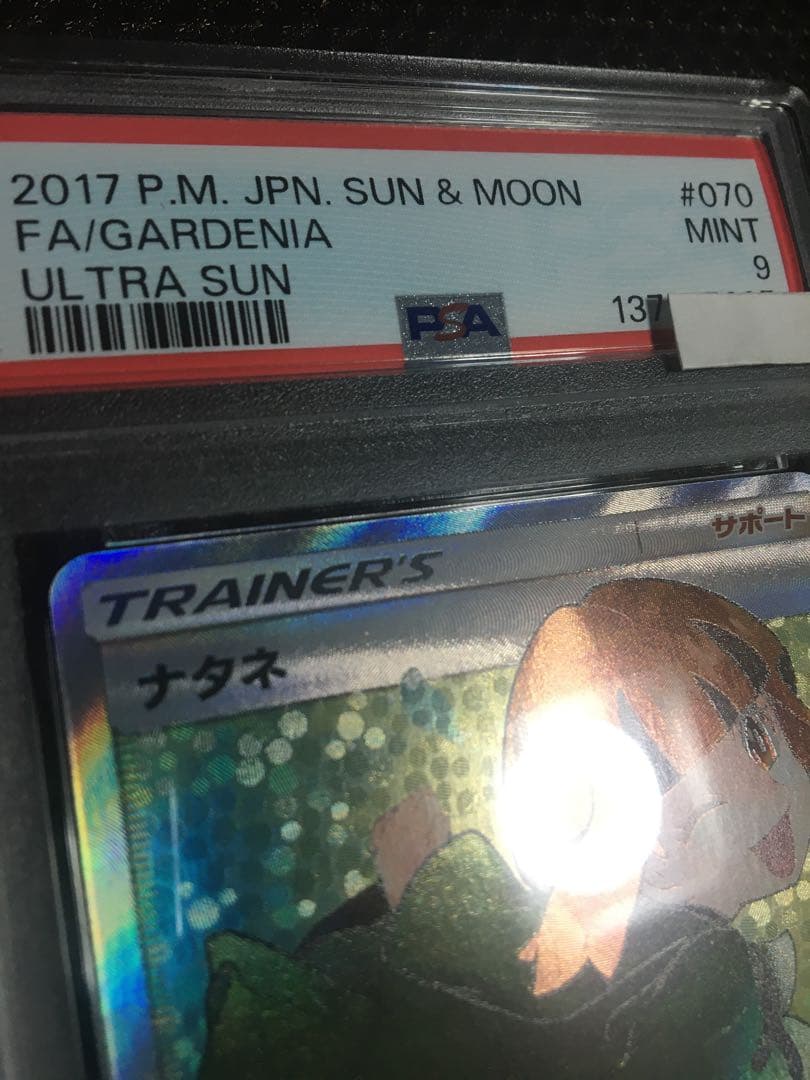 2017 P.M. JPN. SUN & MOON #070
FA/GARDENIA MINT
ULTRA SUN 9
PSA 137
TRAINER'S サポート
ナタネ